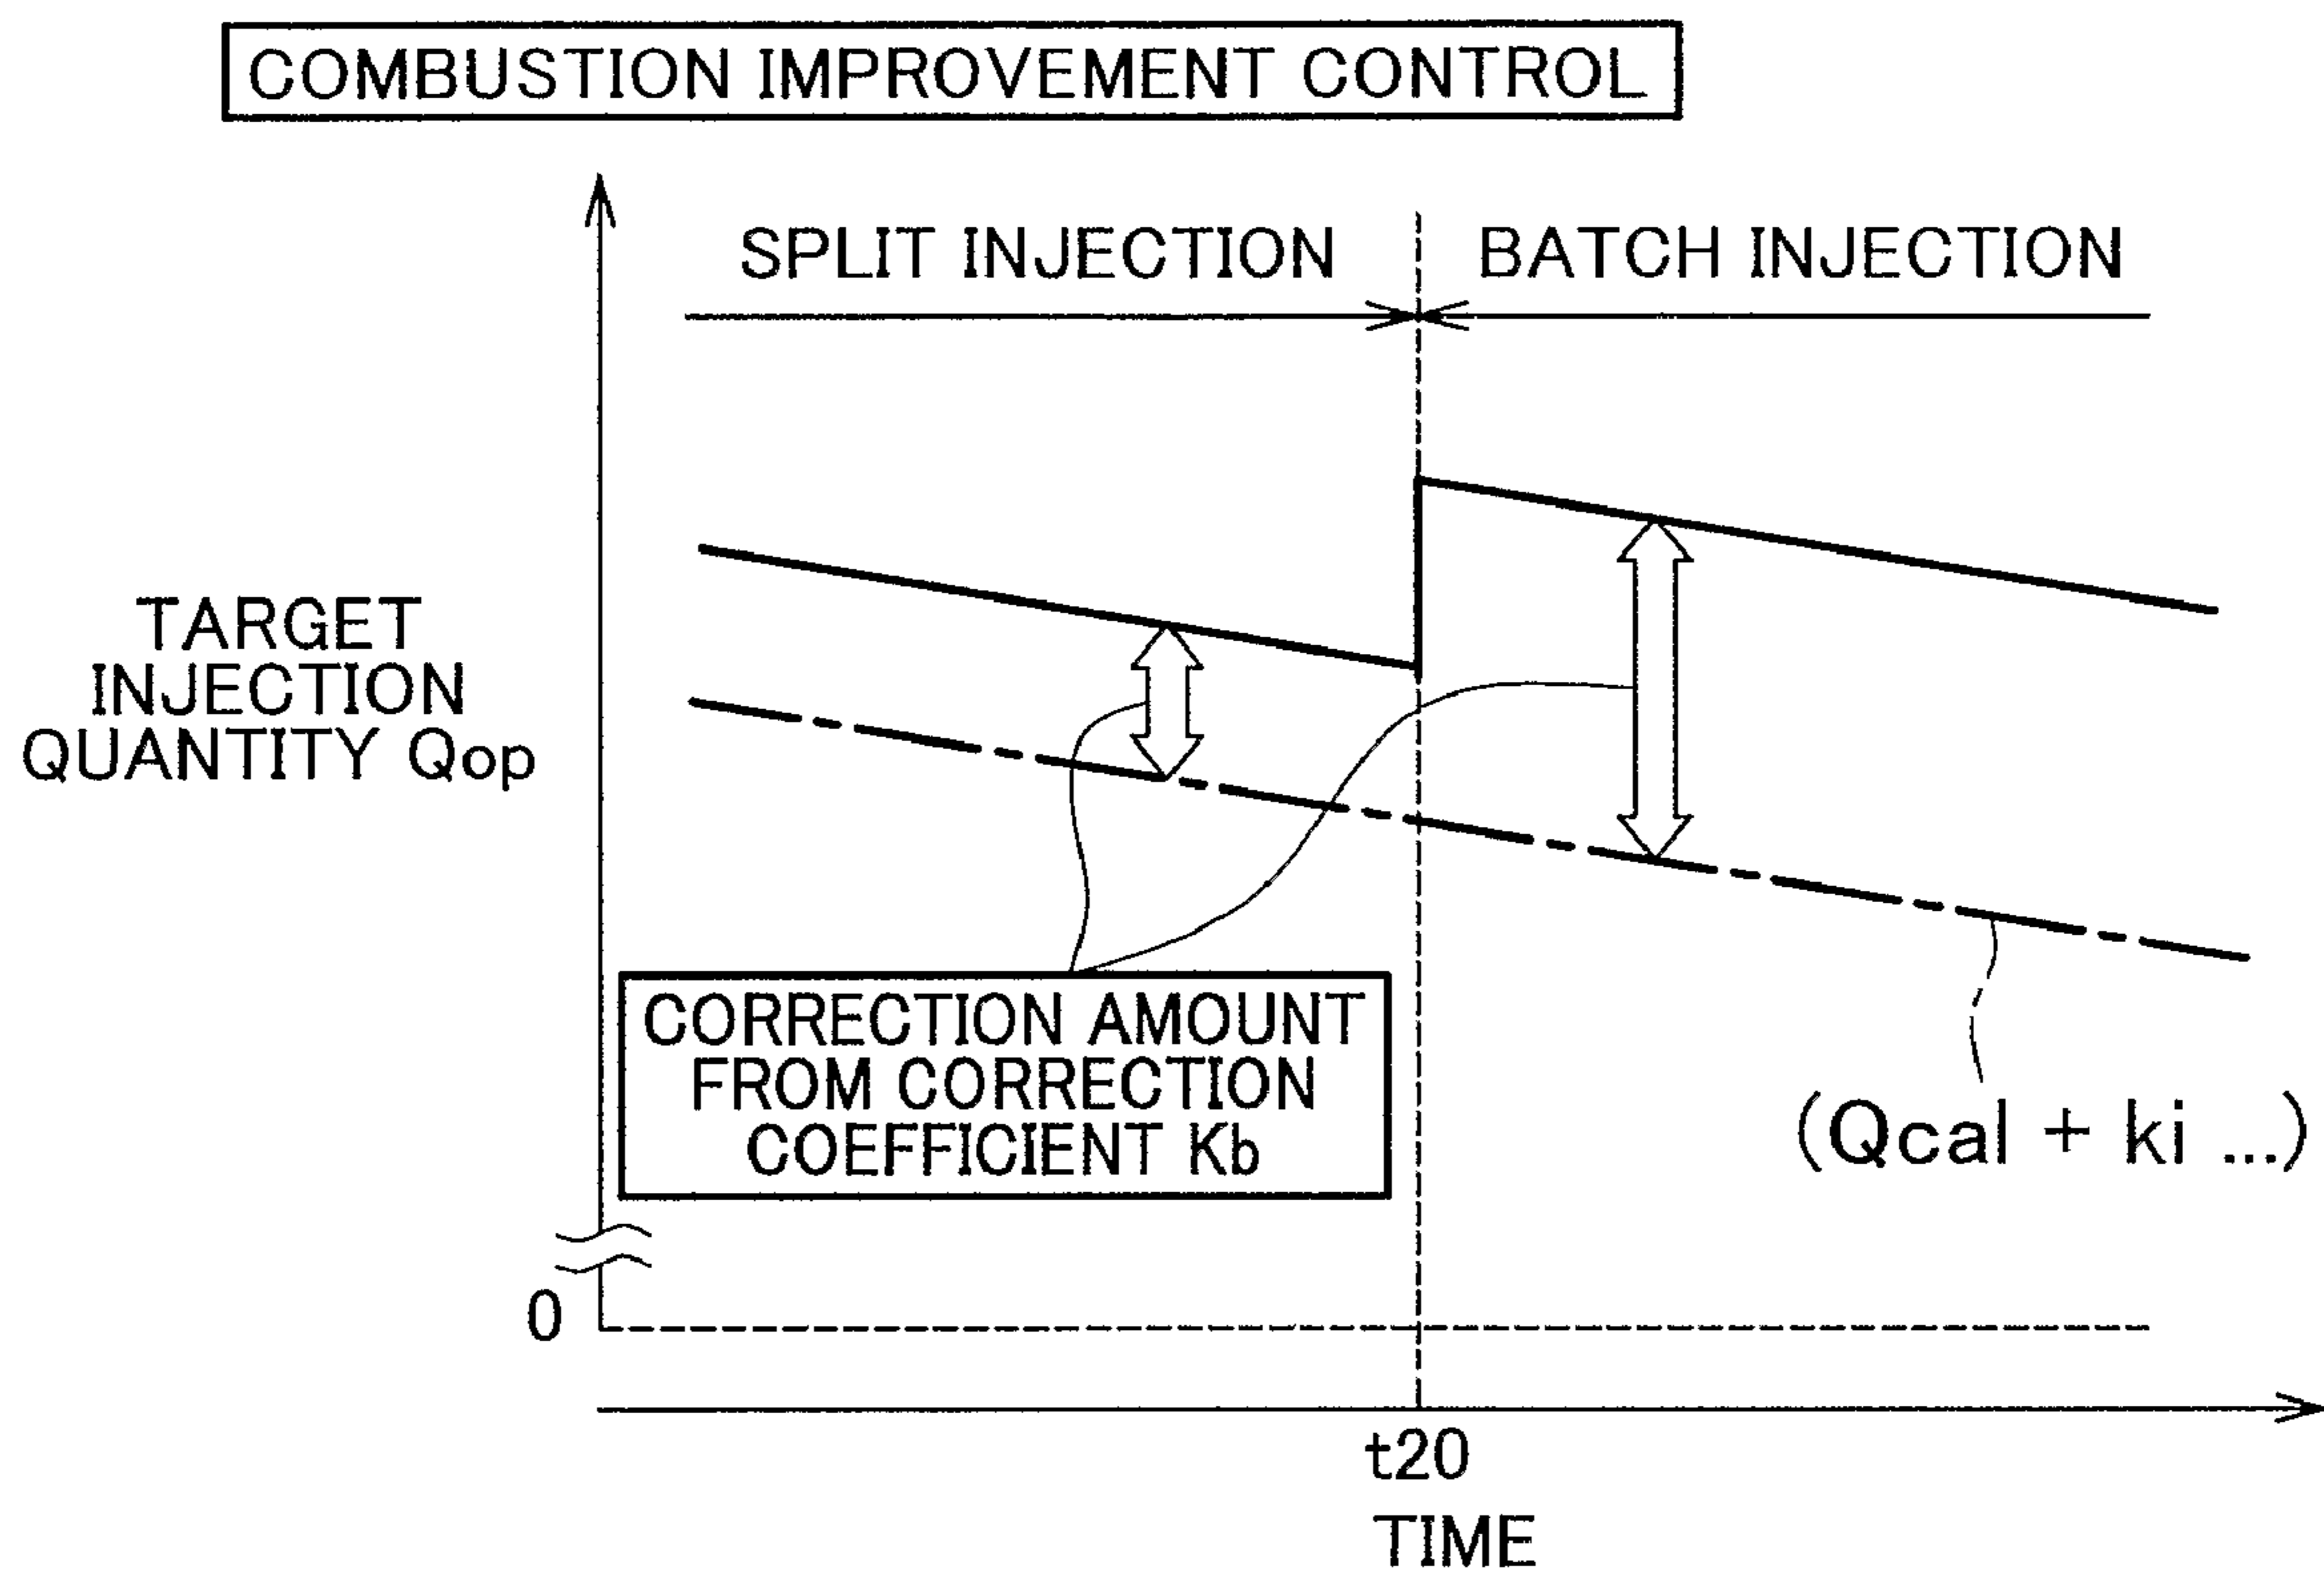 COMBUSTION IMPROVEMENT CONTROL
SPLIT INJECTION
BATCH INJECTION
TARGET
INJECTION
QUANTITY Qop
CORRECTION AMOUNT
FROM CORRECTION
COEFFICIENT Kb
(Qcal + ki ...)
0
t20
TIME